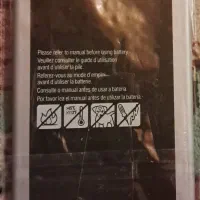 Please refer to manual before using battery.
Veuillez consulter le guide d'utilisation
avant d'utiliser la pile.
Referez-vous au mode d'emploi
avant d'utiliser la batterie.
Consulte o manual antes de usar a bateria.
Por favor lea el manual antes de utilizar la batería.